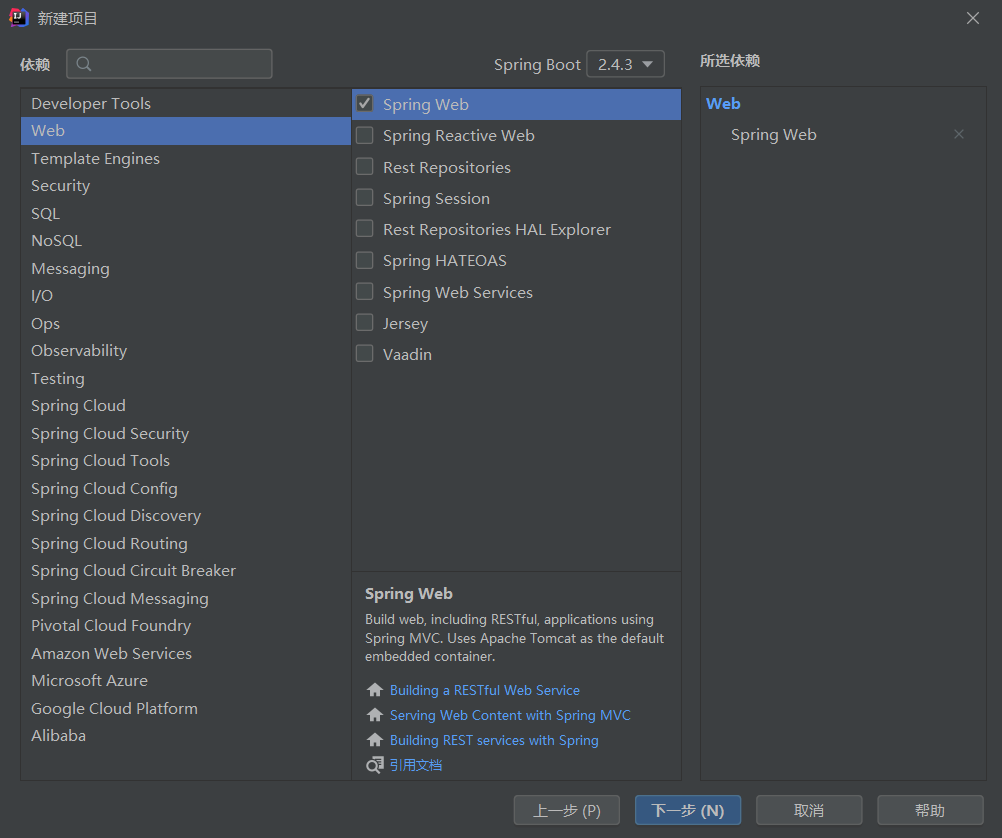 新建项目
依赖
Spring Boot 2.4.3
所选依赖
Developer Tools
Web
Template Engines
Security
SQL
NoSQL
Messaging
I/O
Ops
Observability
Testing
Spring Cloud
Spring Cloud Security
Spring Cloud Tools
Spring Cloud Config
Spring Cloud Discovery
Spring Cloud Routing
Spring Cloud Circuit Breaker
Spring Cloud Messaging
Pivotal Cloud Foundry
Amazon Web Services
Microsoft Azure
Google Cloud Platform
Alibaba
Spring Web
Spring Reactive Web
Rest Repositories
Spring Session
Rest Repositories HAL Explorer
Spring HATEOAS
Spring Web Services
Jersey
Vaadin
Spring Web
Build web, including RESTful, applications using
Spring MVC. Uses Apache Tomcat as the default
embedded container.
Building a RESTful Web Service
Serving Web Content with Spring MVC
Building REST services with Spring
引用文档
Web
Spring Web
上一步 (P)
下一步 (N)
取消
帮助